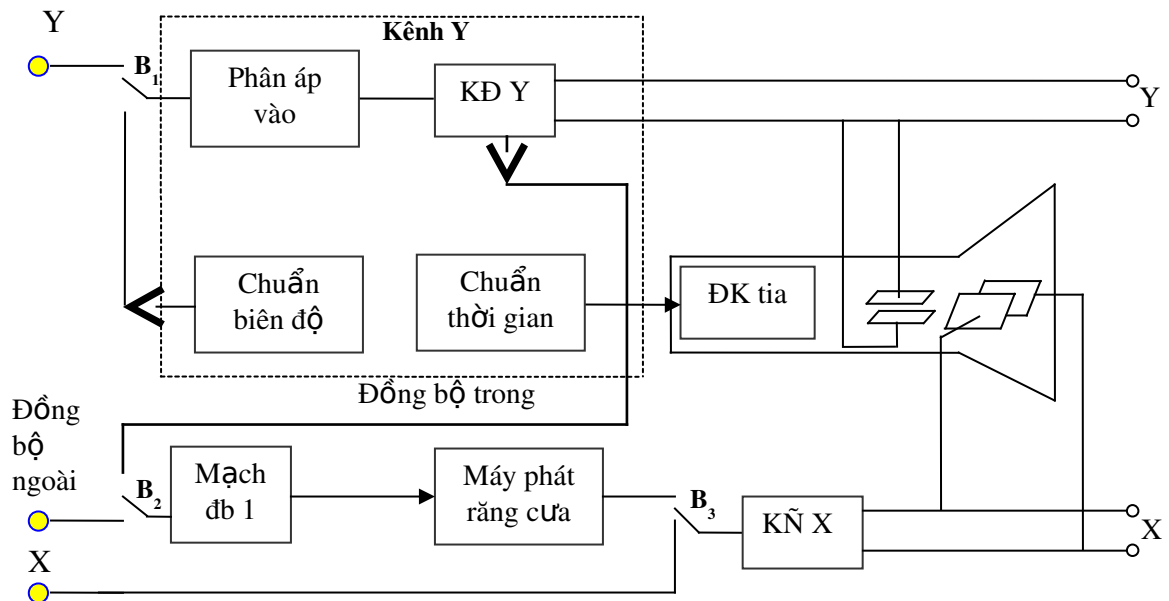 Y
Kênh Y
B1
Phân áp
vào
KĐ Y
Y
Chuẩn
biên độ
Chuẩn
thời gian
ĐK tia
Đồng bộ trong
Đồng
bộ
ngoài
B2
Mạch
đb 1
Máy phát
răng cưa
B3
KÑ X
X
X